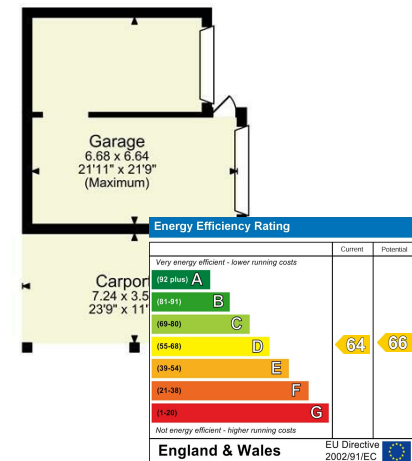 Garage
6.68 x 6.64
21'11" x 21'9"
(Maximum)
Carpor
7.24 x 3.5
23'9" x 11'
Energy Efficiency Rating
Current Potential
Very energy efficient - lower running costs
(92 plus) A
(81-91) B
(69-80) C
(55-68) D
64 66
(39-54) E
(21-38) F
(1-20) G
Not energy efficient - higher running costs
England & Wales
EU Directive
2002/91/EC